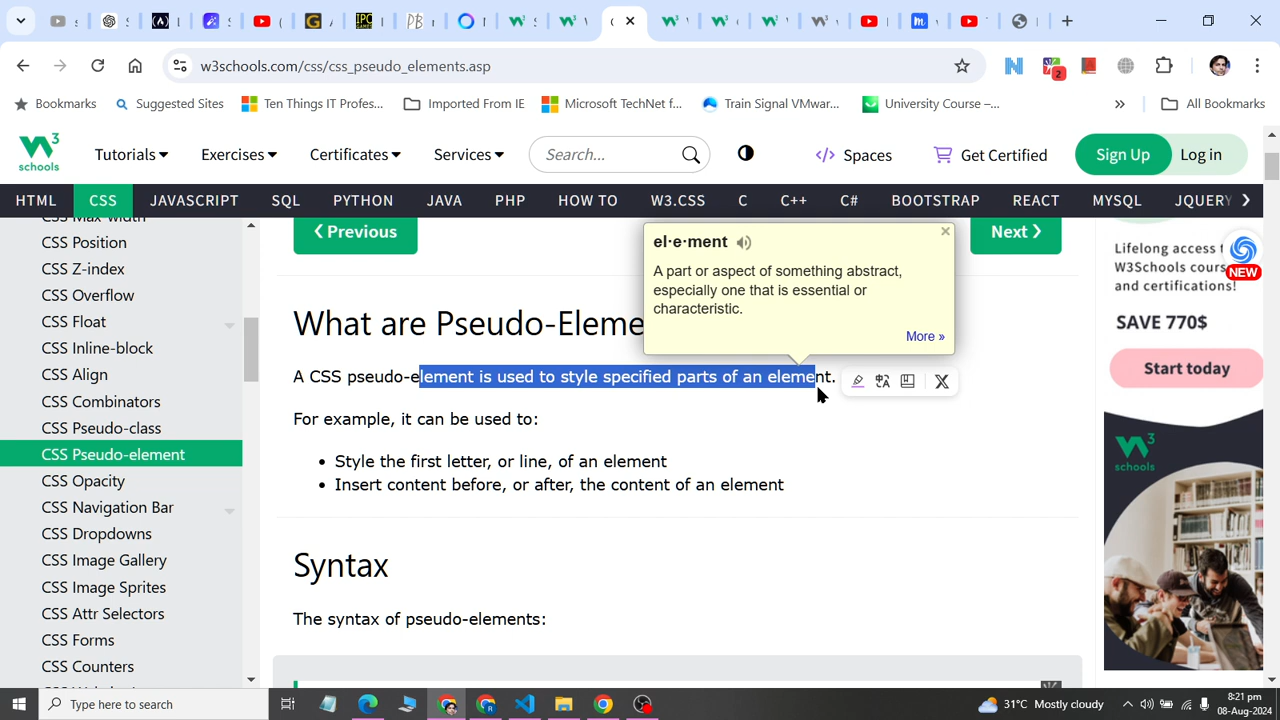 w3schools.com/css/css_pseudo_elements.asp
2
Bookmarks
Suggested Sites
Ten Things IT Profes...
Imported From IE
Microsoft TechNet f...
Train Signal VMwar...
University Course –...
»
All Bookmarks
W3
schools
Tutorials
Exercises
Certificates
Services
Search...
Spaces
Get Certified
Sign Up
Log in
HTML
CSS
JAVASCRIPT
SQL
PYTHON
JAVA
PHP
HOW TO
W3.CSS
C
C++
C#
BOOTSTRAP
REACT
MYSQL
JQUERY
CSS Max-width
CSS Position
CSS Z-index
CSS Overflow
CSS Float
CSS Inline-block
CSS Align
CSS Combinators
CSS Pseudo-class
CSS Pseudo-element
CSS Opacity
CSS Navigation Bar
CSS Dropdowns
CSS Image Gallery
CSS Image Sprites
CSS Attr Selectors
CSS Forms
CSS Counters
❮ Previous
Next ❯
el·e·ment
A part or aspect of something abstract,
especially one that is essential or
characteristic.
More »
What are Pseudo-Eleme
A CSS pseudo-element is used to style specified parts of an element.
For example, it can be used to:
• Style the first letter, or line, of an element
• Insert content before, or after, the content of an element
Syntax
The syntax of pseudo-elements:
Lifelong access t
W3Schools cours
and certifications!
NEW
SAVE 770$
Start today
W3
schools
Type here to search
31°C Mostly cloudy
8:21 pm
08-Aug-2024